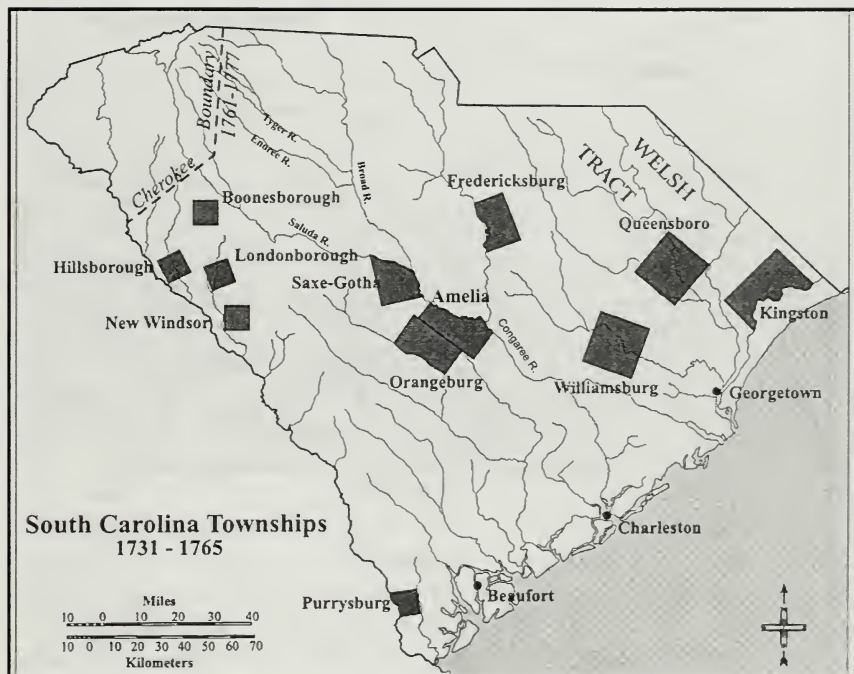 Cherokee
Boundary
1761-1777
Tyger R.
Enoree R.
Broad R.
Saluda R.
Boonesborough
Hillsborough
Londonborough
New Windsor
Saxe-Gotha
Amelia
Orangeburg
Congaree R.
Fredericksburg
WELSH
TRACT
Queensboro
Kingston
Williamsburg
Georgetown
Charleston
Beaufort
Purrysburg
South Carolina Townships
1731 - 1765
Miles
10 0 10 20 30 40
10 0 10 20 30 40 50 60 70
Kilometers